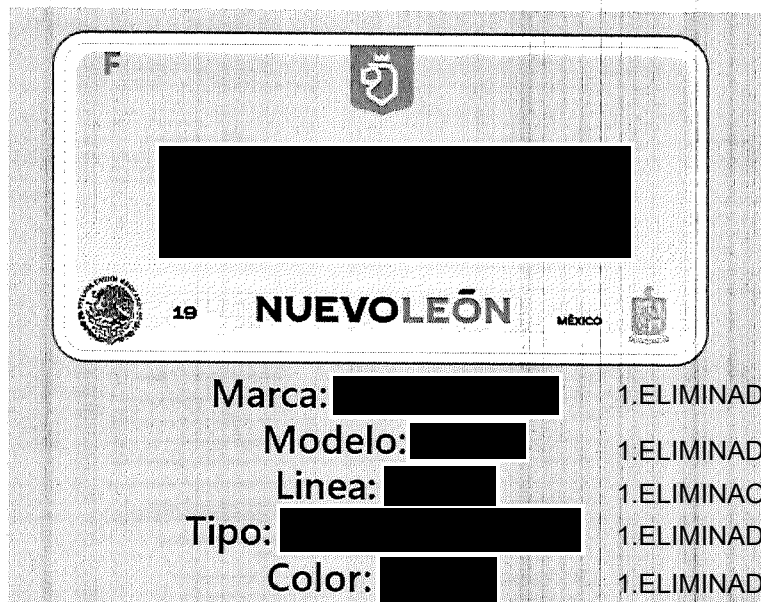 F
19 NUEVOLEÓN MÉXICO
Marca: 1.ELIMINAD
Modelo: 1.ELIMINAD
Linea: 1.ELIMINAC
Tipo: 1.ELIMINAD
Color: 1.ELIMINAD